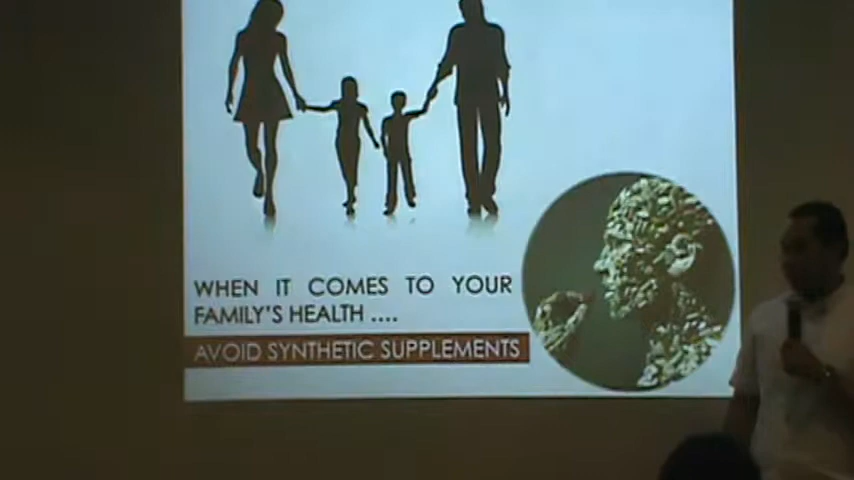 WHEN IT COMES TO YOUR
FAMILY'S HEALTH ....
AVOID SYNTHETIC SUPPLEMENTS